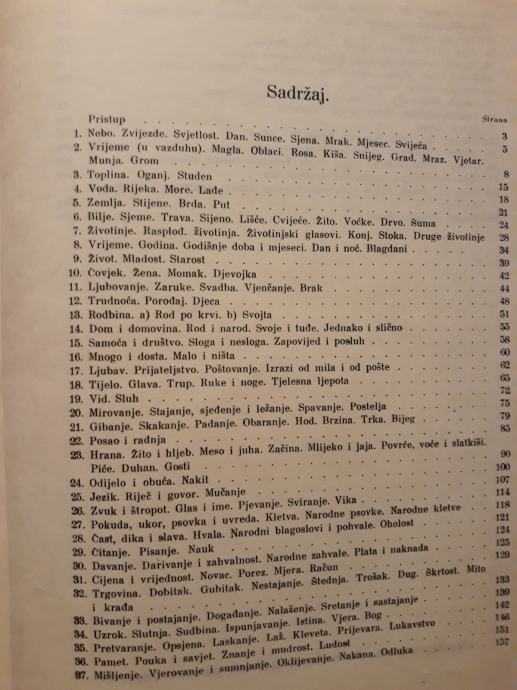 Sadržaj.
Strana
Pristup . . . . . . . . . . . . 3
1. Nebo. Zvijezde. Svjetlost. Dan. Sunce. Sjena. Mrak. Mjesec. Svijeća . . 5
2. Vrijeme (u vazduhu). Magla. Oblaci. Rosa. Kiša. Snijeg. Grad. Mraz. Vjetar.
Munja. Grom . . . . . . . . . . . . 8
3. Toplina. Oganj. Studen . . . . . . . . . . . . 15
4. Voda. Rijeka. More. Lađe . . . . . . . . . . . . 18
5. Zemlja. Stijene. Brda. Put . . . . . . . . . . . . 21
6. Bilje. Sjeme. Trava. Sijeno. Lišće. Cvijeće. Žito. Voćke. Drvo. Šuma . . 24
7. Životinje. Rasplod. životinja. Životinjski glasovi. Konj. Stoka. Druge životinje 28
8. Vrijeme. Godina. Godišnje doba i mjeseci. Dan i noć. Blagdani . . . 34
9. Život. Mladost. Starost . . . . . . . . . . . . 39
10. Čovjek. Žena. Momak. Djevojka . . . . . . . . . . . . 42
11. Ljubovanje. Zaruke. Svadba. Vjenčanje. Brak . . . . . . . . 44
12. Trudnoća. Porođaj. Djeca . . . . . . . . . . . . 48
13. Rodbina. a) Rod po krvi. b) Svojta . . . . . . . . . . 51
14. Dom i domovina. Rod i narod. Svoje i tuđe. Jednako i slično . . . . 55
15. Samoća i društvo. Sloga i nesloga. Zapovijed i posluh . . . . . 58
16. Mnogo i dosta. Malo i ništa . . . . . . . . . . . . 60
17. Ljubav. Prijateljstvo. Poštovanje. Izrazi od mila i od pošte . . . . 62
18. Tijelo. Glava. Trup. Ruke i noge. Tjelesna ljepota . . . . . . 65
19. Vid. Sluh . . . . . . . . . . . . 72
20. Mirovanje. Stajanje, sjeđenje i ležanje. Spavanje. Postelja . . . . 75
21. Gibanje. Skakanje. Padanje. Obaranje. Hod. Brzina. Trka. Bijeg . . . 79
22. Posao i radnja . . . . . . . . . . . . 85
23. Hrana. Žito i hljeb. Meso i juha. Začina. Mlijeko i jaja. Povrće, voće i slatkiši.
Piće. Duhan. Gosti . . . . . . . . . . . . 90
24. Odijelo i obuća. Nakit . . . . . . . . . . . . 100
25. Jezik. Riječ i govor. Mučanje . . . . . . . . . . . . 107
26. Zvuk i štropot. Glas i ime. Pjevanje. Sviranje. Vika . . . . . . 114
27. Pokuda, ukor, psovka i uvreda. Kletva. Narodne psovke. Narodne kletve 118
28. Čast, dika i slava. Hvala. Narodni blagoslovi i pohvale. Oholost . . . 121
29. Čitanje. Pisanje. Nauk . . . . . . . . . . . . 124
30. Davanje. Darivanje i zahvalnost. Narodne zahvale. Plata i naknada . . 125
31. Cijena i vrijednost. Novac. Porez. Mjera. Račun . . . . . . 129
32. Trgovina. Dobitak. Gubitak. Nestajanje. Štednja. Trošak. Dug. Škrtost. Mito
i krađa . . . . . . . . . . . . 133
33. Bivanje i postajanje. Događanje. Nalaženje. Sretanje i sastajanje . . . 139
34. Uzrok. Slutnja. Sudbina. Ispunjavanje. Istina. Vjera. Bog . . . . 142
35. Pretvaranje. Opsjena. Laskanje. Laž. Kleveta. Prijevara. Lukavstvo . . 146
36. Pamet. Pouka i savjet. Znanje i mudrost. Ludost . . . . . . 151
37. Mišljenje. Vjerovanje i sumnjanje. Oklijevanje. Nakana. Odluka . . . 157